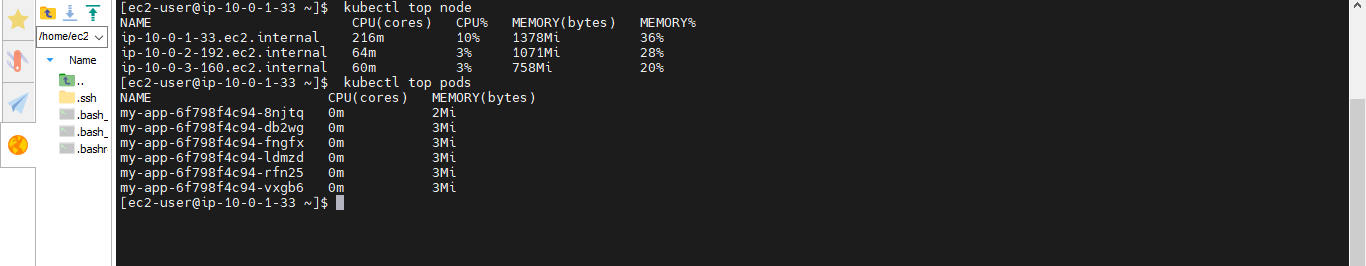 /home/ec2
Name
..
.ssh
.bash_
.bash_
.bashr
[ec2-user@ip-10-0-1-33 ~]$  kubectl top node
NAME                         CPU(cores)   CPU%   MEMORY(bytes)   MEMORY%
ip-10-0-1-33.ec2.internal    216m         10%    1378Mi          36%
ip-10-0-2-192.ec2.internal   64m          3%     1071Mi          28%
ip-10-0-3-160.ec2.internal   60m          3%     758Mi           20%
[ec2-user@ip-10-0-1-33 ~]$  kubectl top pods
NAME                      CPU(cores)   MEMORY(bytes)
my-app-6f798f4c94-8njtq   0m           2Mi
my-app-6f798f4c94-db2wg   0m           3Mi
my-app-6f798f4c94-fngfx   0m           3Mi
my-app-6f798f4c94-ldmzd   0m           3Mi
my-app-6f798f4c94-rfn25   0m           3Mi
my-app-6f798f4c94-vxgb6   0m           3Mi
[ec2-user@ip-10-0-1-33 ~]$